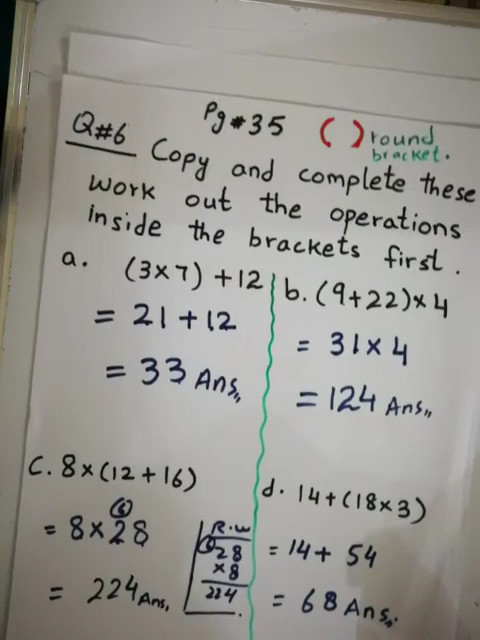 Pg # 35 ( ) round
bracket.
Q#6 Copy and complete these
work out the operations
inside the brackets first.
a. (3×7) +12
= 21 + 12
= 33 Ans,,
b. (9+22)×4
= 31 × 4
= 124 Ans,,
c. 8×(12+16)
6
= 8×28
= 224 Ans,
R.W
6
28
×8
224
d. 14+(18×3)
= 14+ 54
= 68 Ans,,